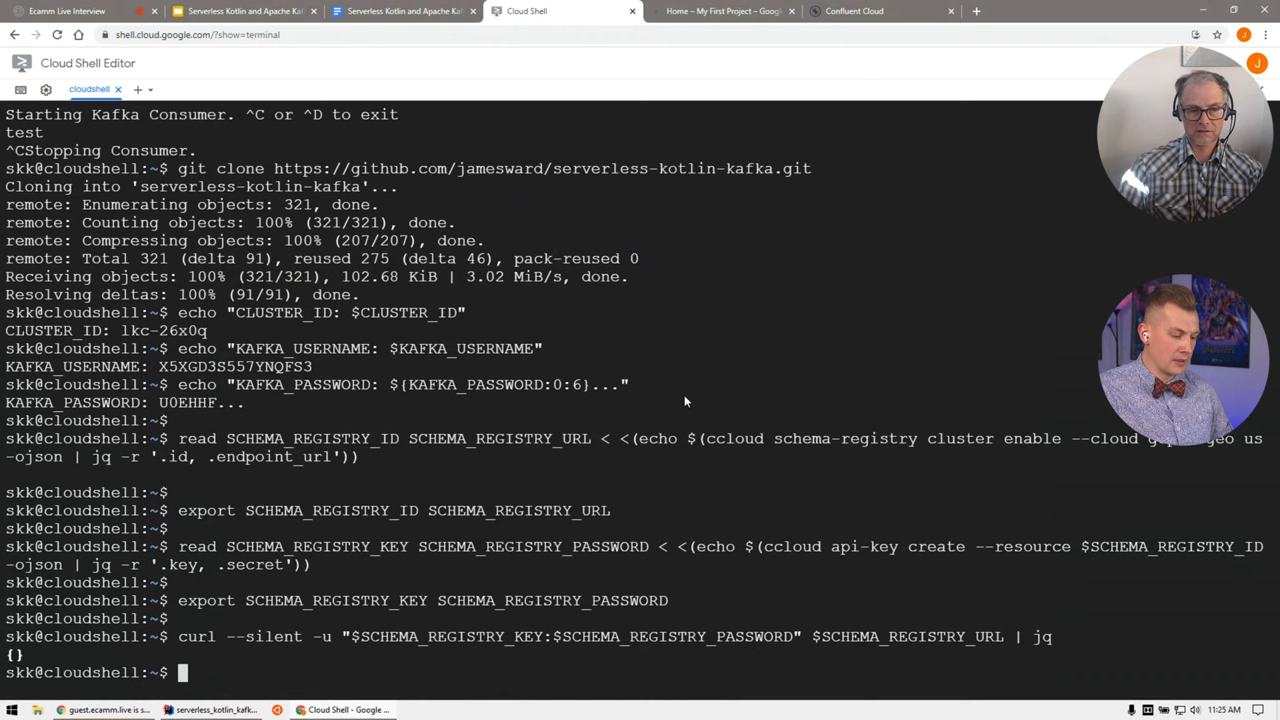 Ecamm Live Interview
Serverless Kotlin and Apache Kaf
Serverless Kotlin and Apache Kaf
Cloud Shell
Home – My First Project – Google
Confluent Cloud
shell.cloud.google.com/?show=terminal
J
Cloud Shell Editor
J
cloudshell
Starting Kafka Consumer. ^C or ^D to exit
test
^CStopping Consumer.
skk@cloudshell:~$ git clone https://github.com/jamesward/serverless-kotlin-kafka.git
Cloning into 'serverless-kotlin-kafka'...
remote: Enumerating objects: 321, done.
remote: Counting objects: 100% (321/321), done.
remote: Compressing objects: 100% (207/207), done.
remote: Total 321 (delta 91), reused 275 (delta 46), pack-reused 0
Receiving objects: 100% (321/321), 102.68 KiB | 3.02 MiB/s, done.
Resolving deltas: 100% (91/91), done.
skk@cloudshell:~$ echo "CLUSTER_ID: $CLUSTER_ID"
CLUSTER_ID: lkc-26x0q
skk@cloudshell:~$ echo "KAFKA_USERNAME: $KAFKA_USERNAME"
KAFKA_USERNAME: X5XGD3S557YNQFS3
skk@cloudshell:~$ echo "KAFKA_PASSWORD: ${KAFKA_PASSWORD:0:6}..."
KAFKA_PASSWORD: U0EHHF...
skk@cloudshell:~$
skk@cloudshell:~$ read SCHEMA_REGISTRY_ID SCHEMA_REGISTRY_URL < <(echo $(ccloud schema-registry cluster enable --cloud us
-ojson | jq -r '.id, .endpoint_url'))
skk@cloudshell:~$
skk@cloudshell:~$ export SCHEMA_REGISTRY_ID SCHEMA_REGISTRY_URL
skk@cloudshell:~$
skk@cloudshell:~$ read SCHEMA_REGISTRY_KEY SCHEMA_REGISTRY_PASSWORD < <(echo $(ccloud api-key create --resource $SCHEMA_REGISTRY_ID
-ojson | jq -r '.key, .secret'))
skk@cloudshell:~$
skk@cloudshell:~$ export SCHEMA_REGISTRY_KEY SCHEMA_REGISTRY_PASSWORD
skk@cloudshell:~$
skk@cloudshell:~$ curl --silent -u "$SCHEMA_REGISTRY_KEY:$SCHEMA_REGISTRY_PASSWORD" $SCHEMA_REGISTRY_URL | jq
{}
skk@cloudshell:~$
guest.ecamm.live is s...
serverless_kotlin_kafk...
Cloud Shell - Google ...
11:25 AM